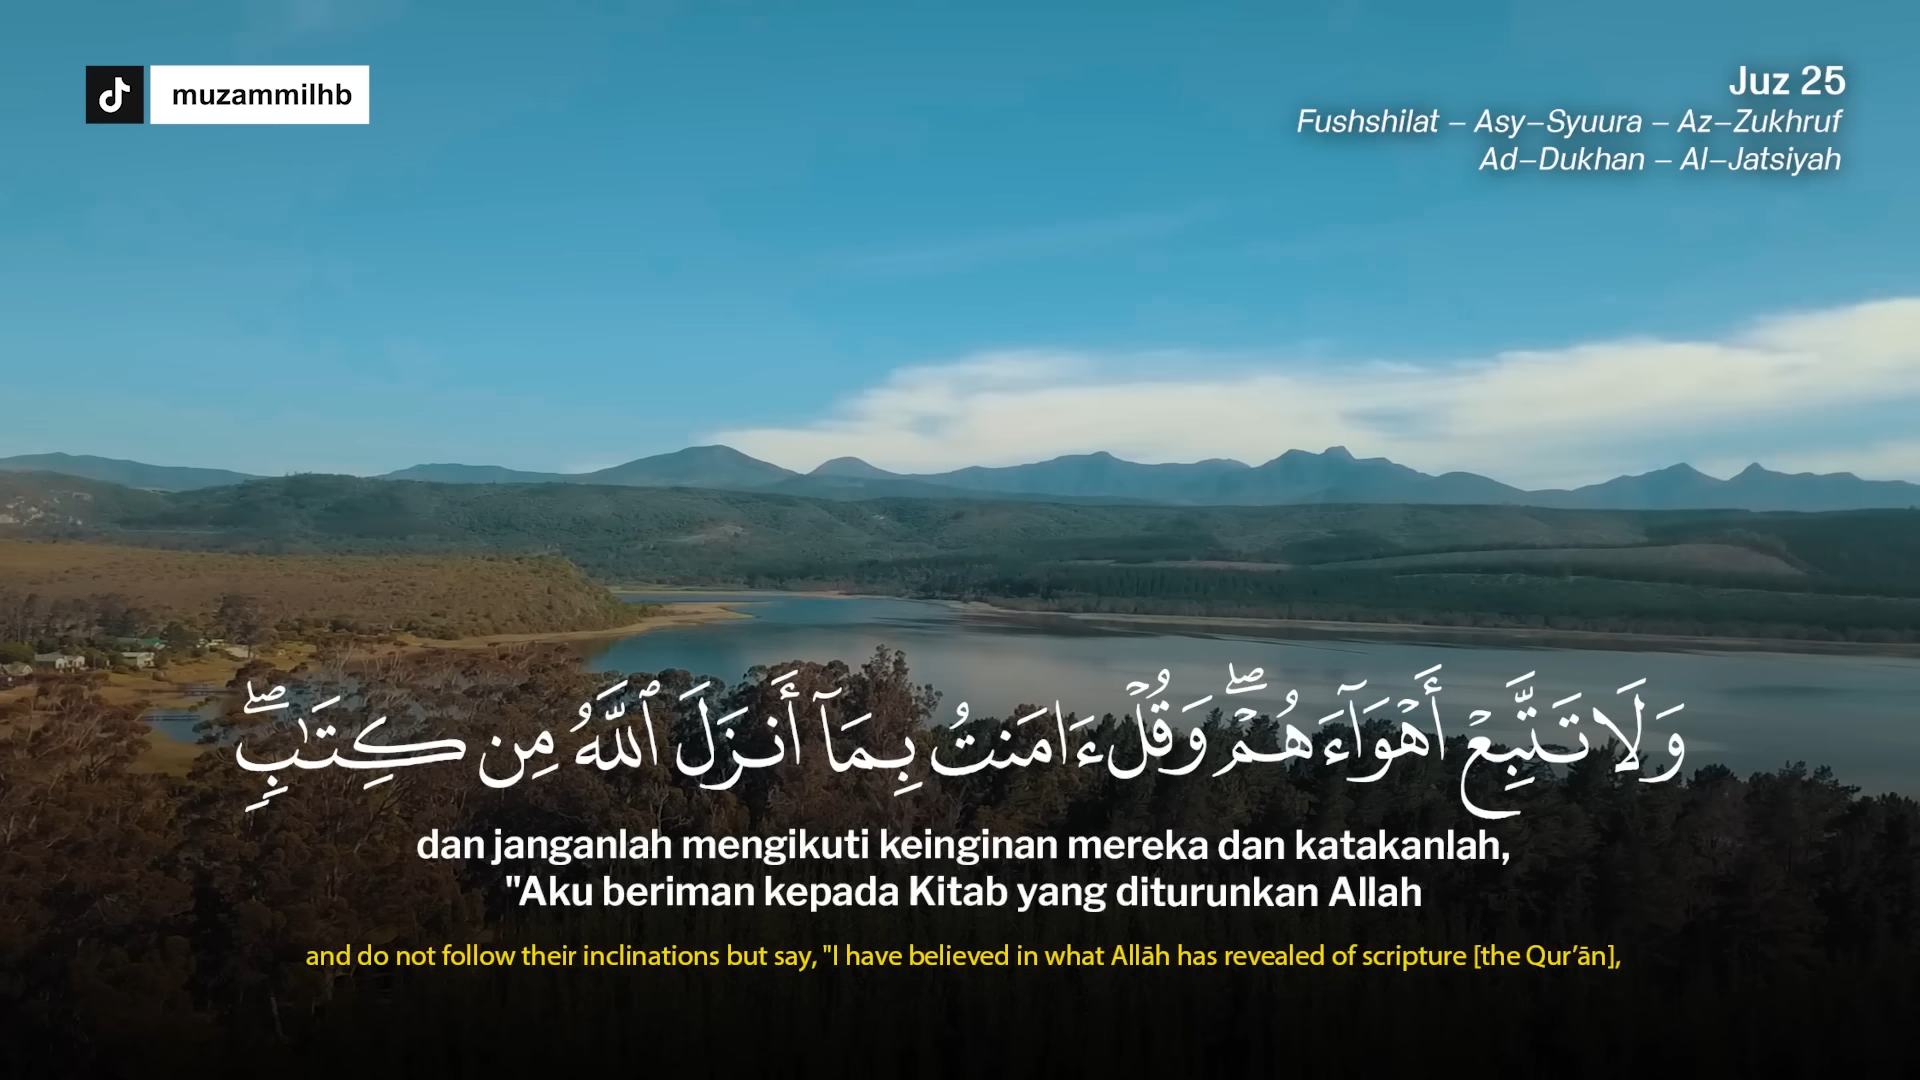 muzammilhb
Juz 25
Fushshilat – Asy–Syuura – Az–Zukhruf
Ad–Dukhan – Al–Jatsiyah
وَلَا تَتَّبِعْ أَهْوَآءَهُمْ ۖ وَقُلْ ءَامَنتُ بِمَآ أَنزَلَ ٱللَّهُ مِن كِتَٰبٍ ۖ
dan janganlah mengikuti keinginan mereka dan katakanlah,
"Aku beriman kepada Kitab yang diturunkan Allah
and do not follow their inclinations but say, "I have believed in what Allāh has revealed of scripture [the Qur’ān],